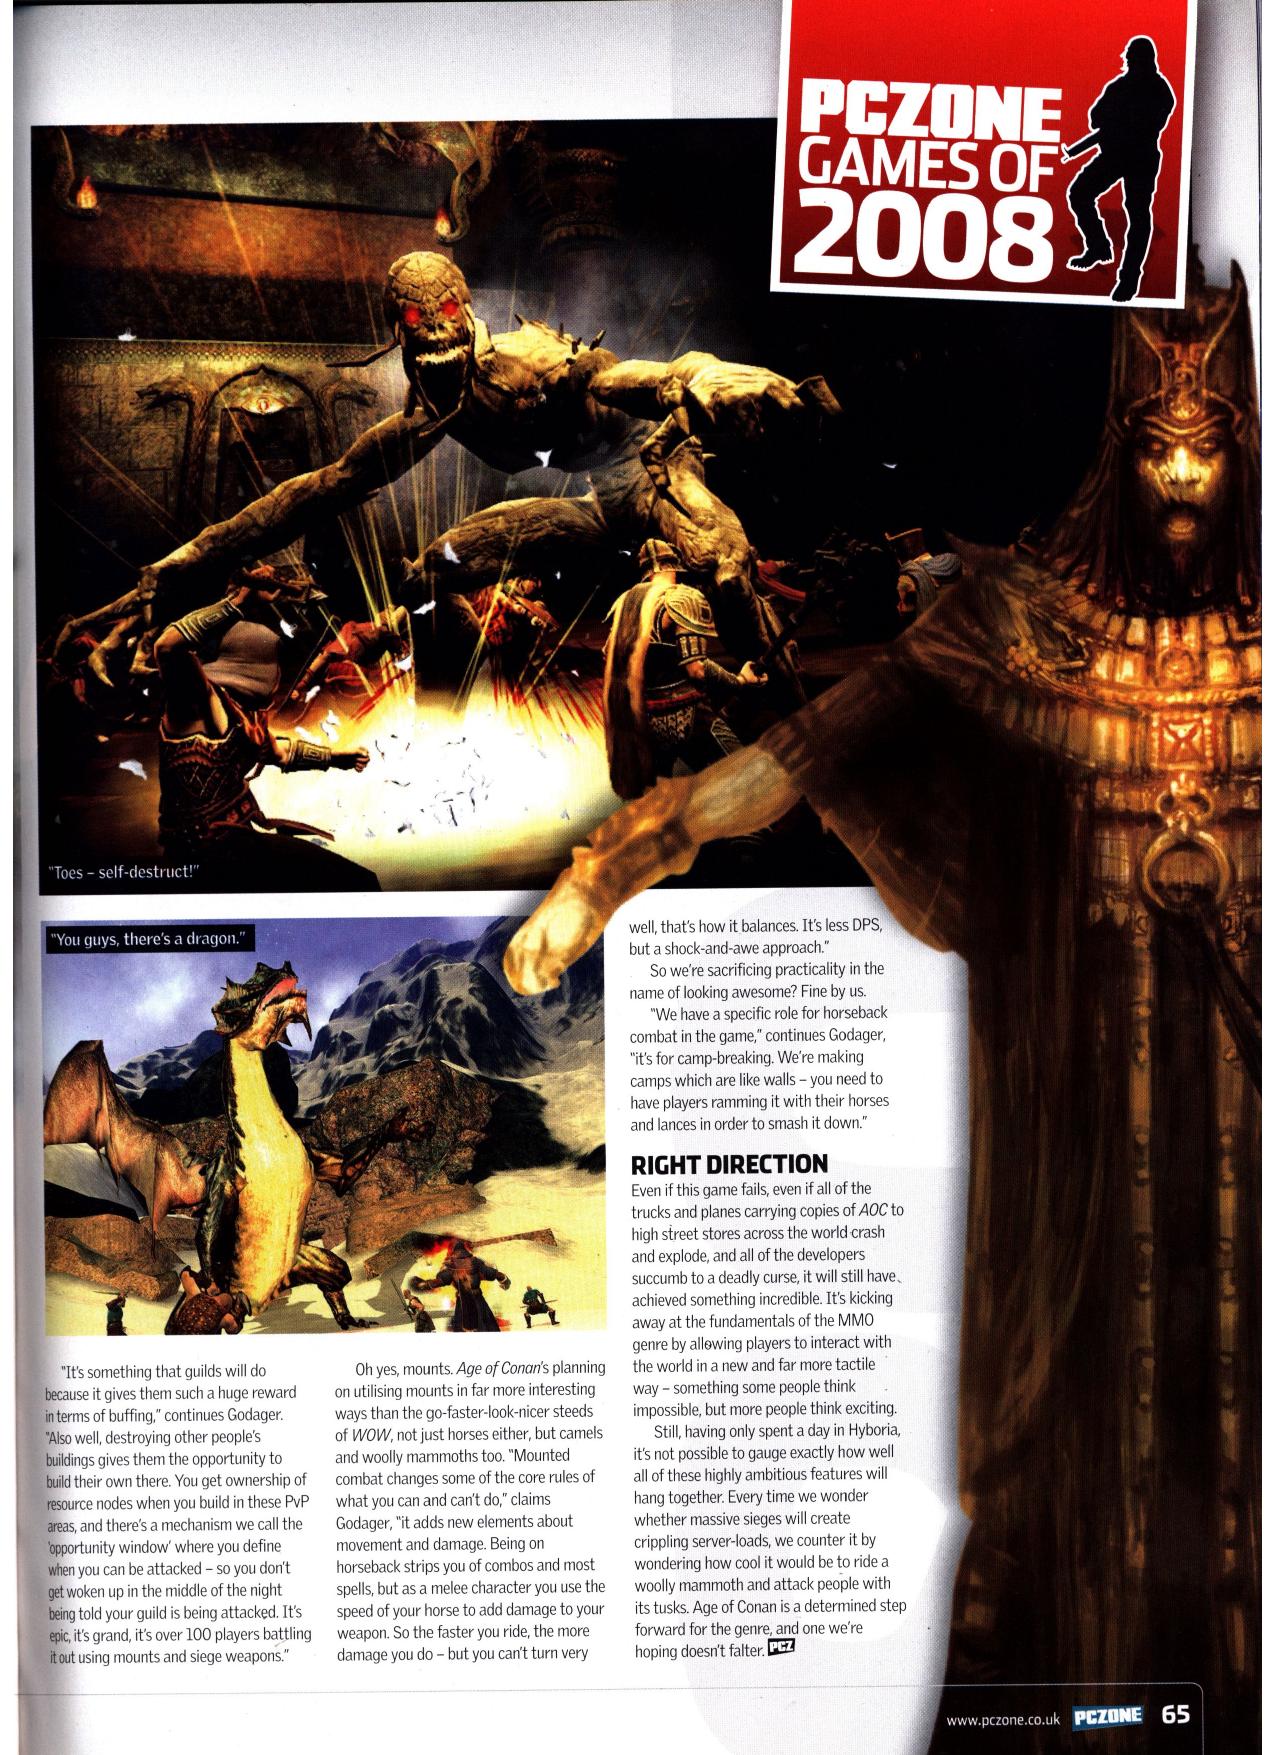 PCZONE
GAMES OF
2008
"Toes – self-destruct!"
"You guys, there's a dragon."
"It's something that guilds will do
because it gives them such a huge reward
in terms of buffing," continues Godager.
"Also well, destroying other people's
buildings gives them the opportunity to
build their own there. You get ownership of
resource nodes when you build in these PvP
areas, and there's a mechanism we call the
'opportunity window' where you define
when you can be attacked – so you don't
get woken up in the middle of the night
being told your guild is being attacked. It's
epic, it's grand, it's over 100 players battling
it out using mounts and siege weapons."
Oh yes, mounts. Age of Conan's planning
on utilising mounts in far more interesting
ways than the go-faster-look-nicer steeds
of WOW, not just horses either, but camels
and woolly mammoths too. "Mounted
combat changes some of the core rules of
what you can and can't do," claims
Godager, "it adds new elements about
movement and damage. Being on
horseback strips you of combos and most
spells, but as a melee character you use the
speed of your horse to add damage to your
weapon. So the faster you ride, the more
damage you do – but you can't turn very
well, that's how it balances. It's less DPS,
but a shock-and-awe approach."
So we're sacrificing practicality in the
name of looking awesome? Fine by us.
"We have a specific role for horseback
combat in the game," continues Godager,
"it's for camp-breaking. We're making
camps which are like walls – you need to
have players ramming it with their horses
and lances in order to smash it down."
RIGHT DIRECTION
Even if this game fails, even if all of the
trucks and planes carrying copies of AOC to
high street stores across the world crash
and explode, and all of the developers
succumb to a deadly curse, it will still have
achieved something incredible. It's kicking
away at the fundamentals of the MMO
genre by allowing players to interact with
the world in a new and far more tactile
way – something some people think
impossible, but more people think exciting.
Still, having only spent a day in Hyboria,
it's not possible to gauge exactly how well
all of these highly ambitious features will
hang together. Every time we wonder
whether massive sieges will create
crippling server-loads, we counter it by
wondering how cool it would be to ride a
woolly mammoth and attack people with
its tusks. Age of Conan is a determined step
forward for the genre, and one we're
hoping doesn't falter. PCZ
www.pczone.co.uk PCZONE 65